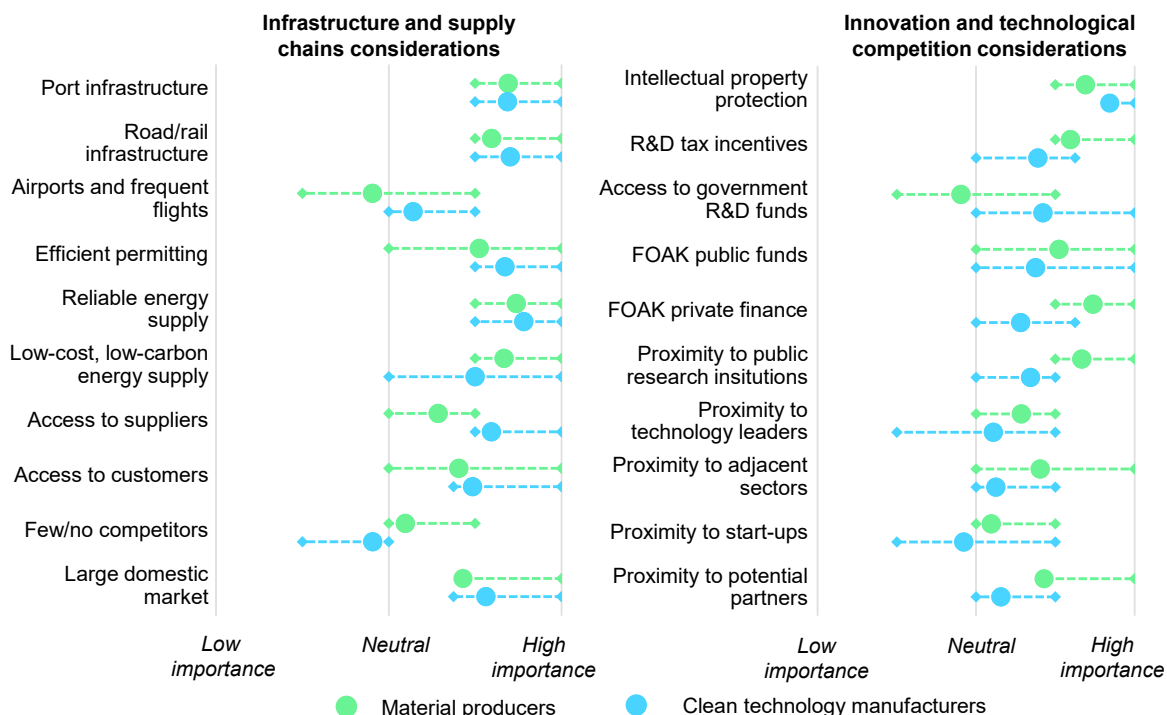 Infrastructure and supply
chains considerations
Port infrastructure
Road/rail
infrastructure
Airports and frequent
flights
Efficient permitting
Reliable energy
supply
Low-cost, low-carbon
energy supply
Access to suppliers
Access to customers
Few/no competitors
Large domestic
market
Low
importance
Neutral
High
importance
Innovation and technological
competition considerations
Intellectual property
protection
R&D tax incentives
Access to government
R&D funds
FOAK public funds
FOAK private finance
Proximity to public
research insitutions
Proximity to
technology leaders
Proximity to adjacent
sectors
Proximity to start-ups
Proximity to potential
partners
Low
importance
Neutral
High
importance
Material producers
Clean technology manufacturers